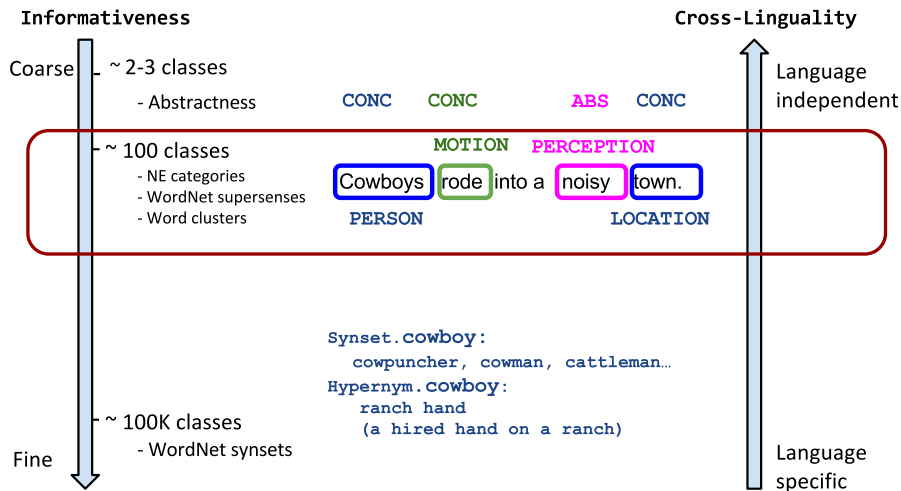 Informativeness
Cross-Linguality
Coarse
~ 2-3 classes
- Abstractness
CONC CONC ABS CONC
Language
independent
~ 100 classes
- NE categories
- WordNet supersenses
- Word clusters
MOTION PERCEPTION
Cowboys rode into a noisy town.
PERSON LOCATION
Synset.cowboy:
cowpuncher, cowman, cattleman…
Hypernym.cowboy:
ranch hand
(a hired hand on a ranch)
~ 100K classes
- WordNet synsets
Fine
Language
specific